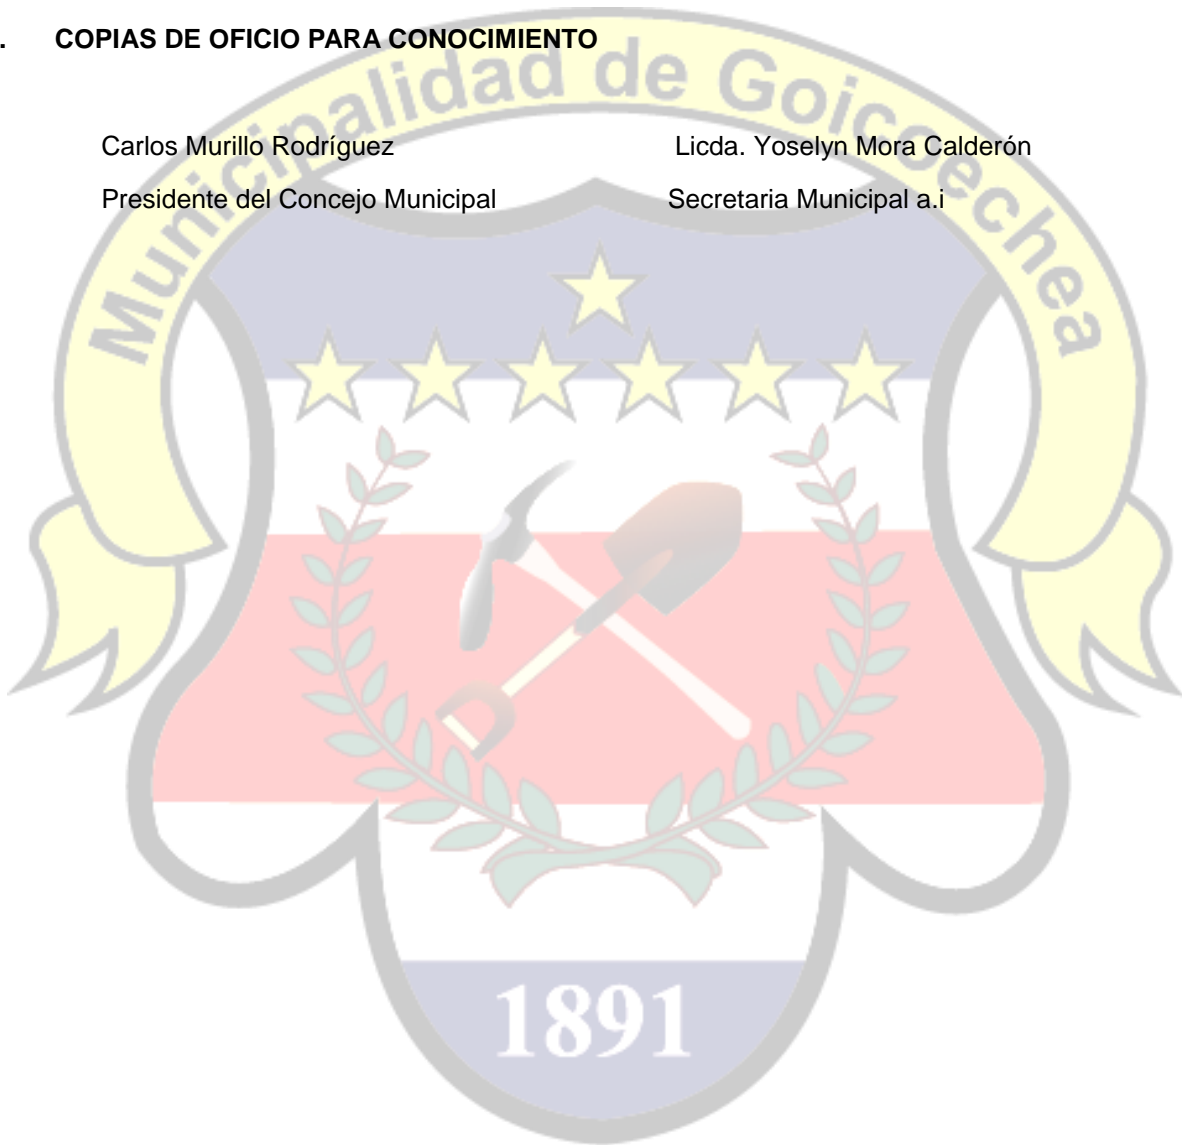 . COPIAS DE OFICIO PARA CONOCIMIENTO
Municipalidad de Goicoechea
Carlos Murillo Rodríguez Licda. Yoselyn Mora Calderón
Presidente del Concejo Municipal Secretaria Municipal a.i
1891